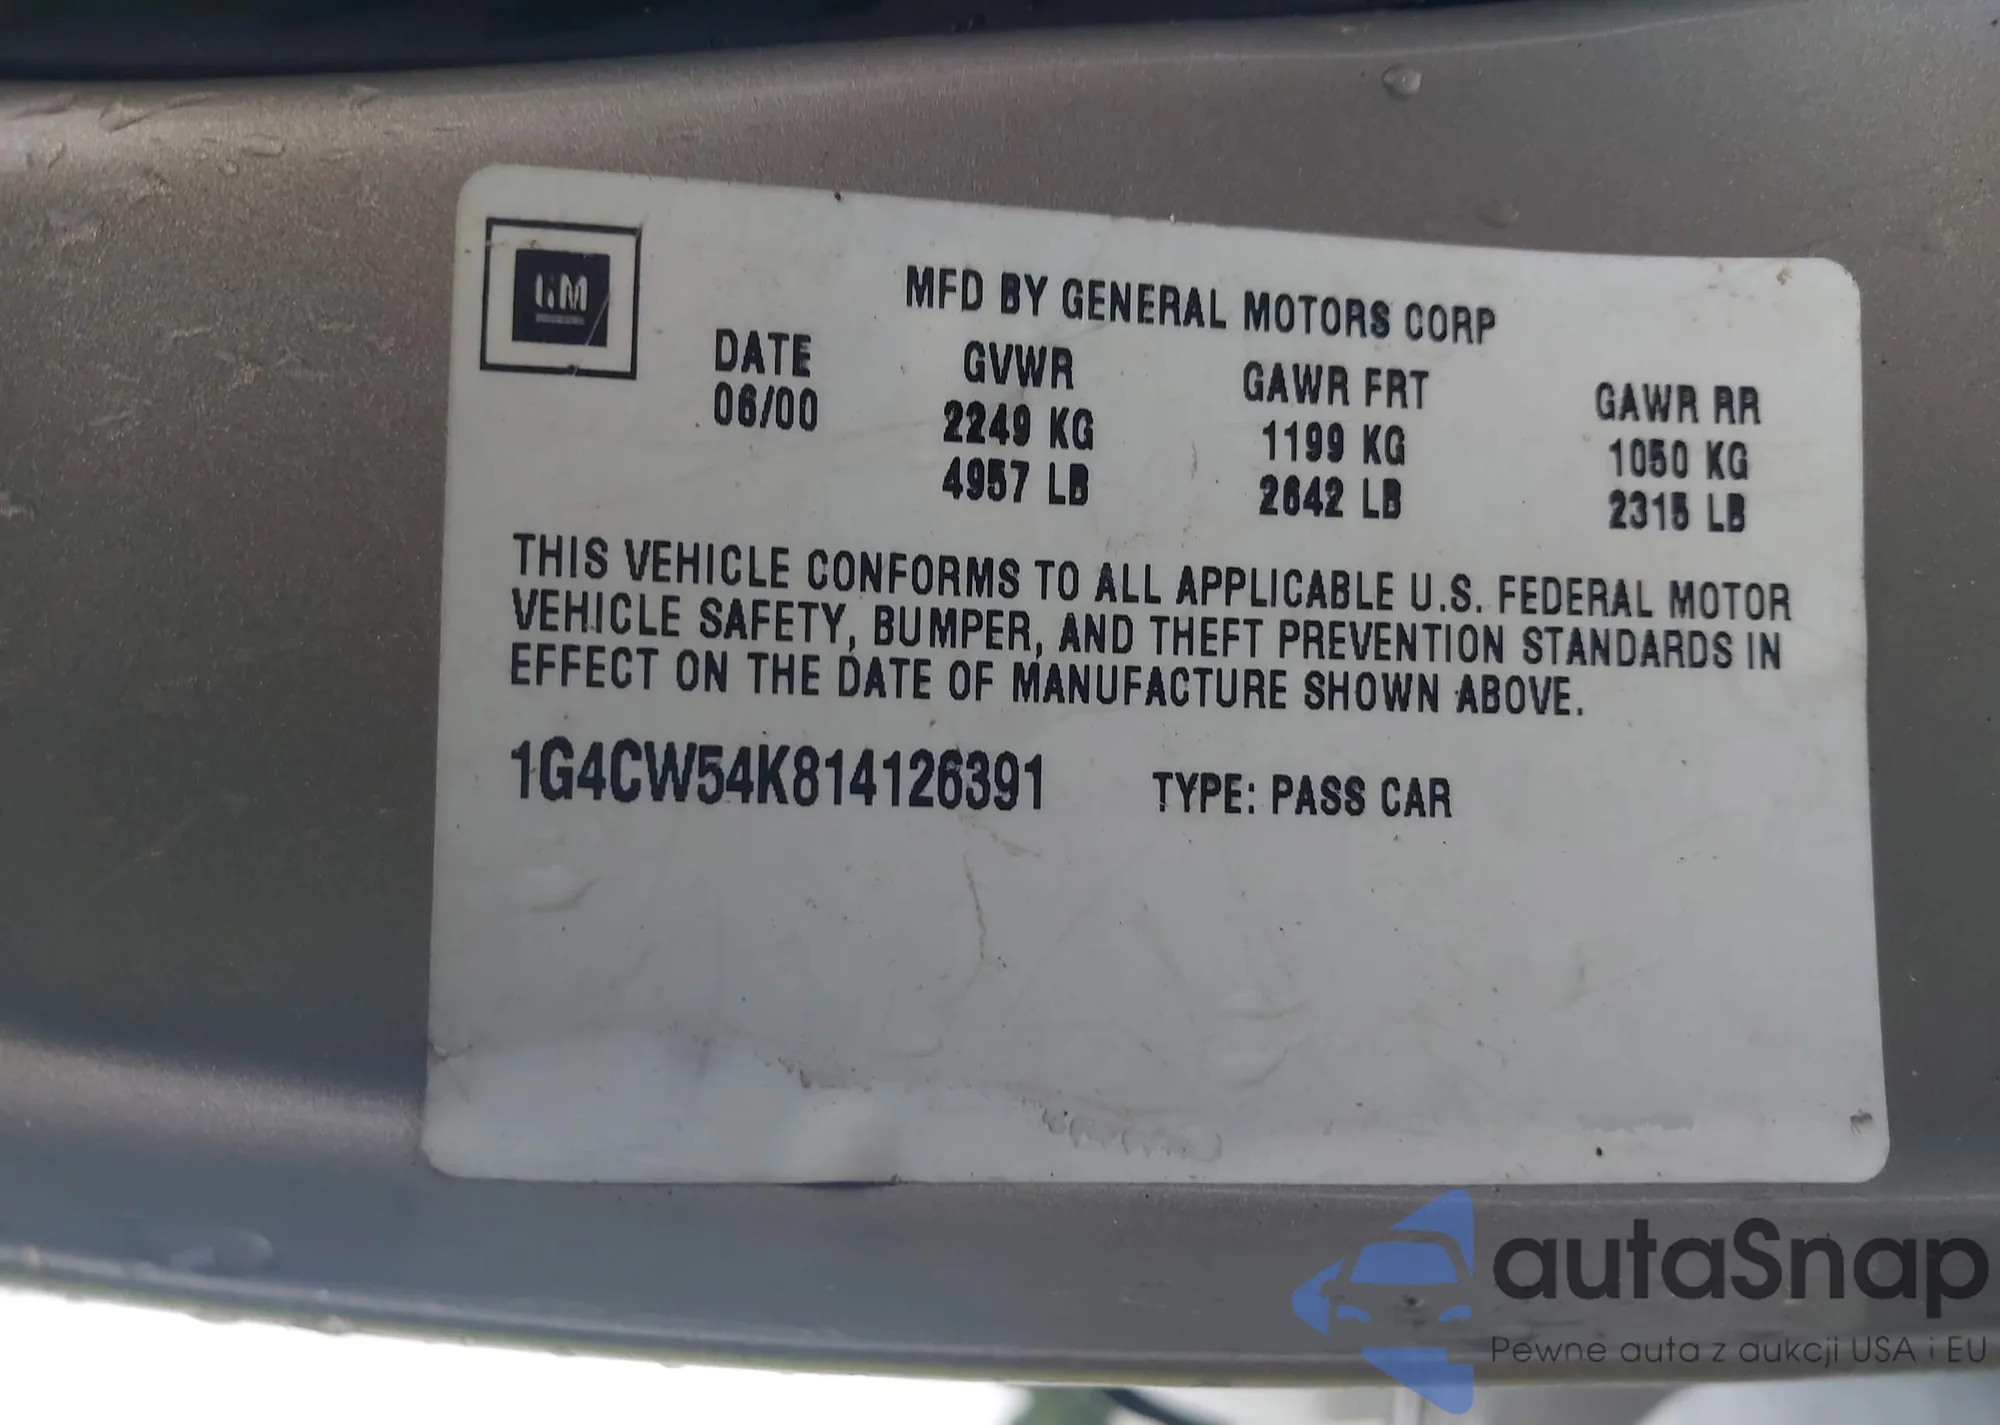 GM
MFD BY GENERAL MOTORS CORP
DATE GVWR GAWR FRT GAWR RR
06/00 2249 KG 1199 KG 1050 KG
4957 LB 2642 LB 2315 LB
THIS VEHICLE CONFORMS TO ALL APPLICABLE U.S. FEDERAL MOTOR
VEHICLE SAFETY, BUMPER, AND THEFT PREVENTION STANDARDS IN
EFFECT ON THE DATE OF MANUFACTURE SHOWN ABOVE.
1G4CW54K814126391 TYPE: PASS CAR
autaSnap
Pewne auta z aukcji USA i EU